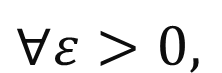 ∀𝜀 > 0,